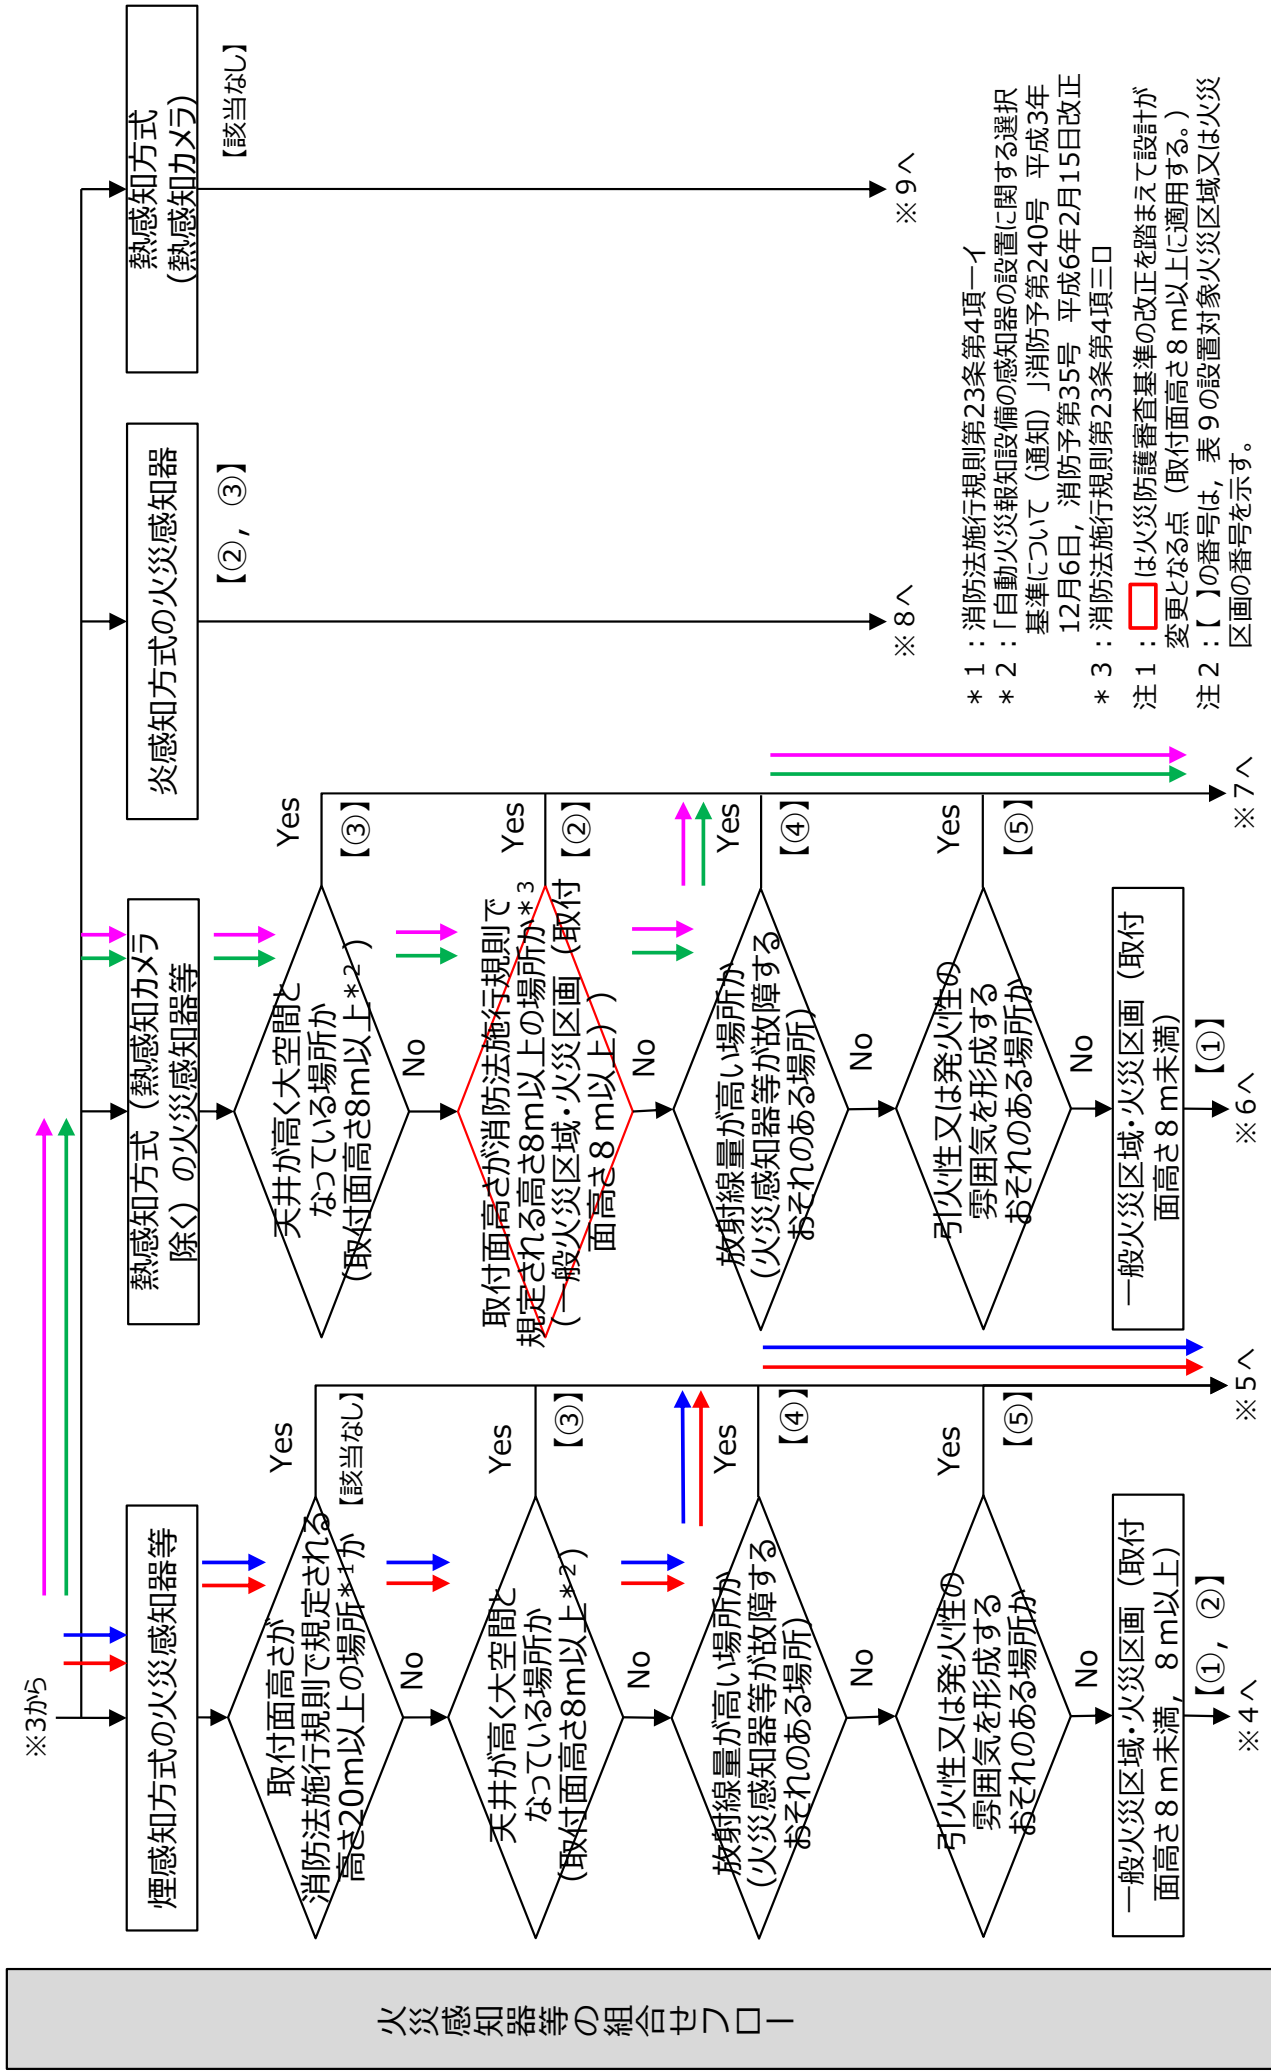 火災感知器等の組合せフロー
※3から
煙感知方式の火災感知器等
取付面高さが
消防法施行規則で規定される
高さ20m以上の場所*1か
Yes
【該当なし】
No
天井が高く大空間と
なっている場所か
(取付面高さ8m以上*2)
Yes
【③】
No
放射線量が高い場所か
(火災感知器等が故障する
おそれのある場所)
Yes
【④】
No
引火性又は発火性の
雰囲気を形成する
おそれのある場所か
Yes
【⑤】
No
一般火災区域・火災区画(取付
面高さ8m未満,8m以上)
【①,②】
※4へ
※5へ
熱感知方式(熱感知カメラ
除く)の火災感知器等
天井が高く大空間と
なっている場所か
(取付面高さ8m以上*2)
Yes
【③】
No
取付面高さが消防法施行規則で
規定される高さ8m以上の場所か*3
(一般火災区域・火災区画(取付
面高さ8m以上))
Yes
【②】
No
放射線量が高い場所か
(火災感知器等が故障する
おそれのある場所)
Yes
【④】
No
引火性又は発火性の
雰囲気を形成する
おそれのある場所か
Yes
【⑤】
No
一般火災区域・火災区画(取付
面高さ8m未満)
【①】
※6へ
※7へ
炎感知方式の火災感知器
【②,③】
※8へ
熱感知方式
(熱感知カメラ)
【該当なし】
※9へ
*1:消防法施行規則第23条第4項一イ
*2:「自動火災報知設備の感知器の設置に関する選択
基準について(通知)」消防予第240号 平成3年
12月6日,消防予第35号 平成6年2月15日改正
*3:消防法施行規則第23条第4項三ロ
注1:は火災防護審査基準の改正を踏まえて設計が
変更となる点(取付面高さ8m以上に適用する。)
注2:【 】の番号は,表9の設置対象火災区域又は火災
区画の番号を示す。